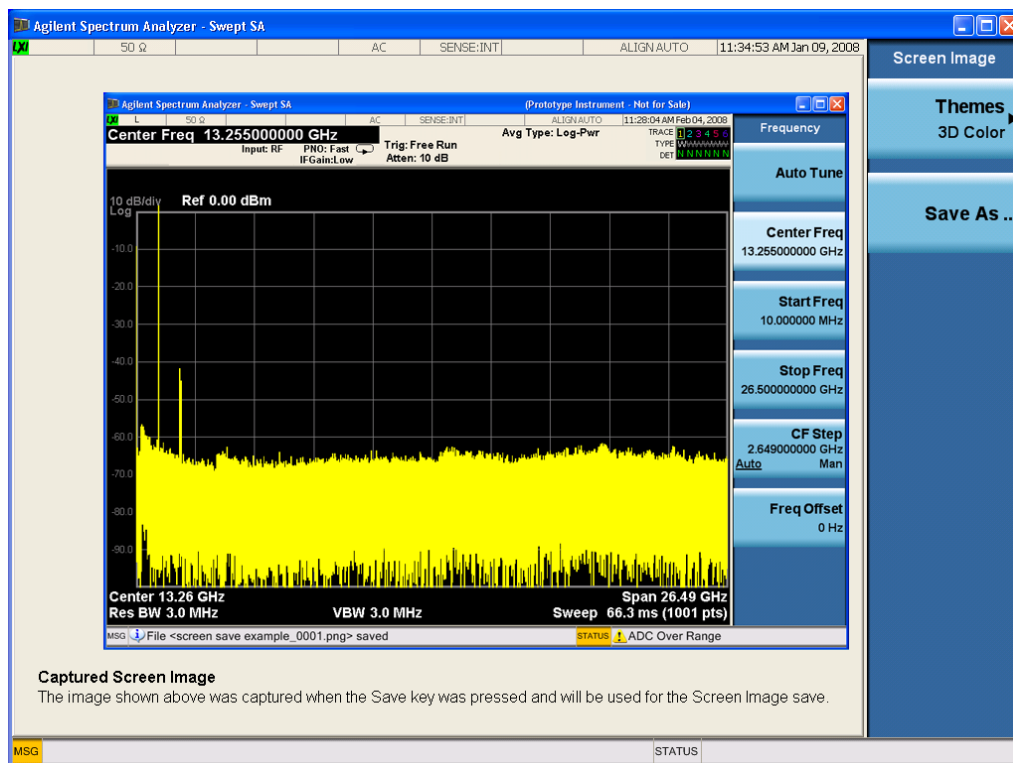 Agilent Spectrum Analyzer - Swept SA
LXI 50 Ω AC SENSE:INT ALIGN AUTO 11:34:53 AM Jan 09, 2008
Screen Image
Themes
3D Color
Save As ..
Agilent Spectrum Analyzer - Swept SA (Prototype Instrument - Not for Sale)
LXI L 50 Ω AC SENSE:INT ALIGN AUTO 11:28:04 AM Feb 04, 2008
Center Freq 13.255000000 GHz
Input: RF PNO: Fast
IFGain:Low
Trig: Free Run
Atten: 10 dB
Avg Type: Log-Pwr
TRACE 1 2 3 4 5 6
TYPE
DET N N N N N N
10 dB/div Ref 0.00 dBm
Log
-10.0
-20.0
-30.0
-40.0
-50.0
-60.0
-70.0
-80.0
-90.0
Center 13.26 GHz Span 26.49 GHz
Res BW 3.0 MHz VBW 3.0 MHz Sweep 66.3 ms (1001 pts)
MSG File <screen save example_0001.png> saved STATUS ADC Over Range
Frequency
Auto Tune
Center Freq
13.255000000 GHz
Start Freq
10.000000 MHz
Stop Freq
26.500000000 GHz
CF Step
2.649000000 GHz
Auto Man
Freq Offset
0 Hz
Captured Screen Image
The image shown above was captured when the Save key was pressed and will be used for the Screen Image save.
MSG STATUS